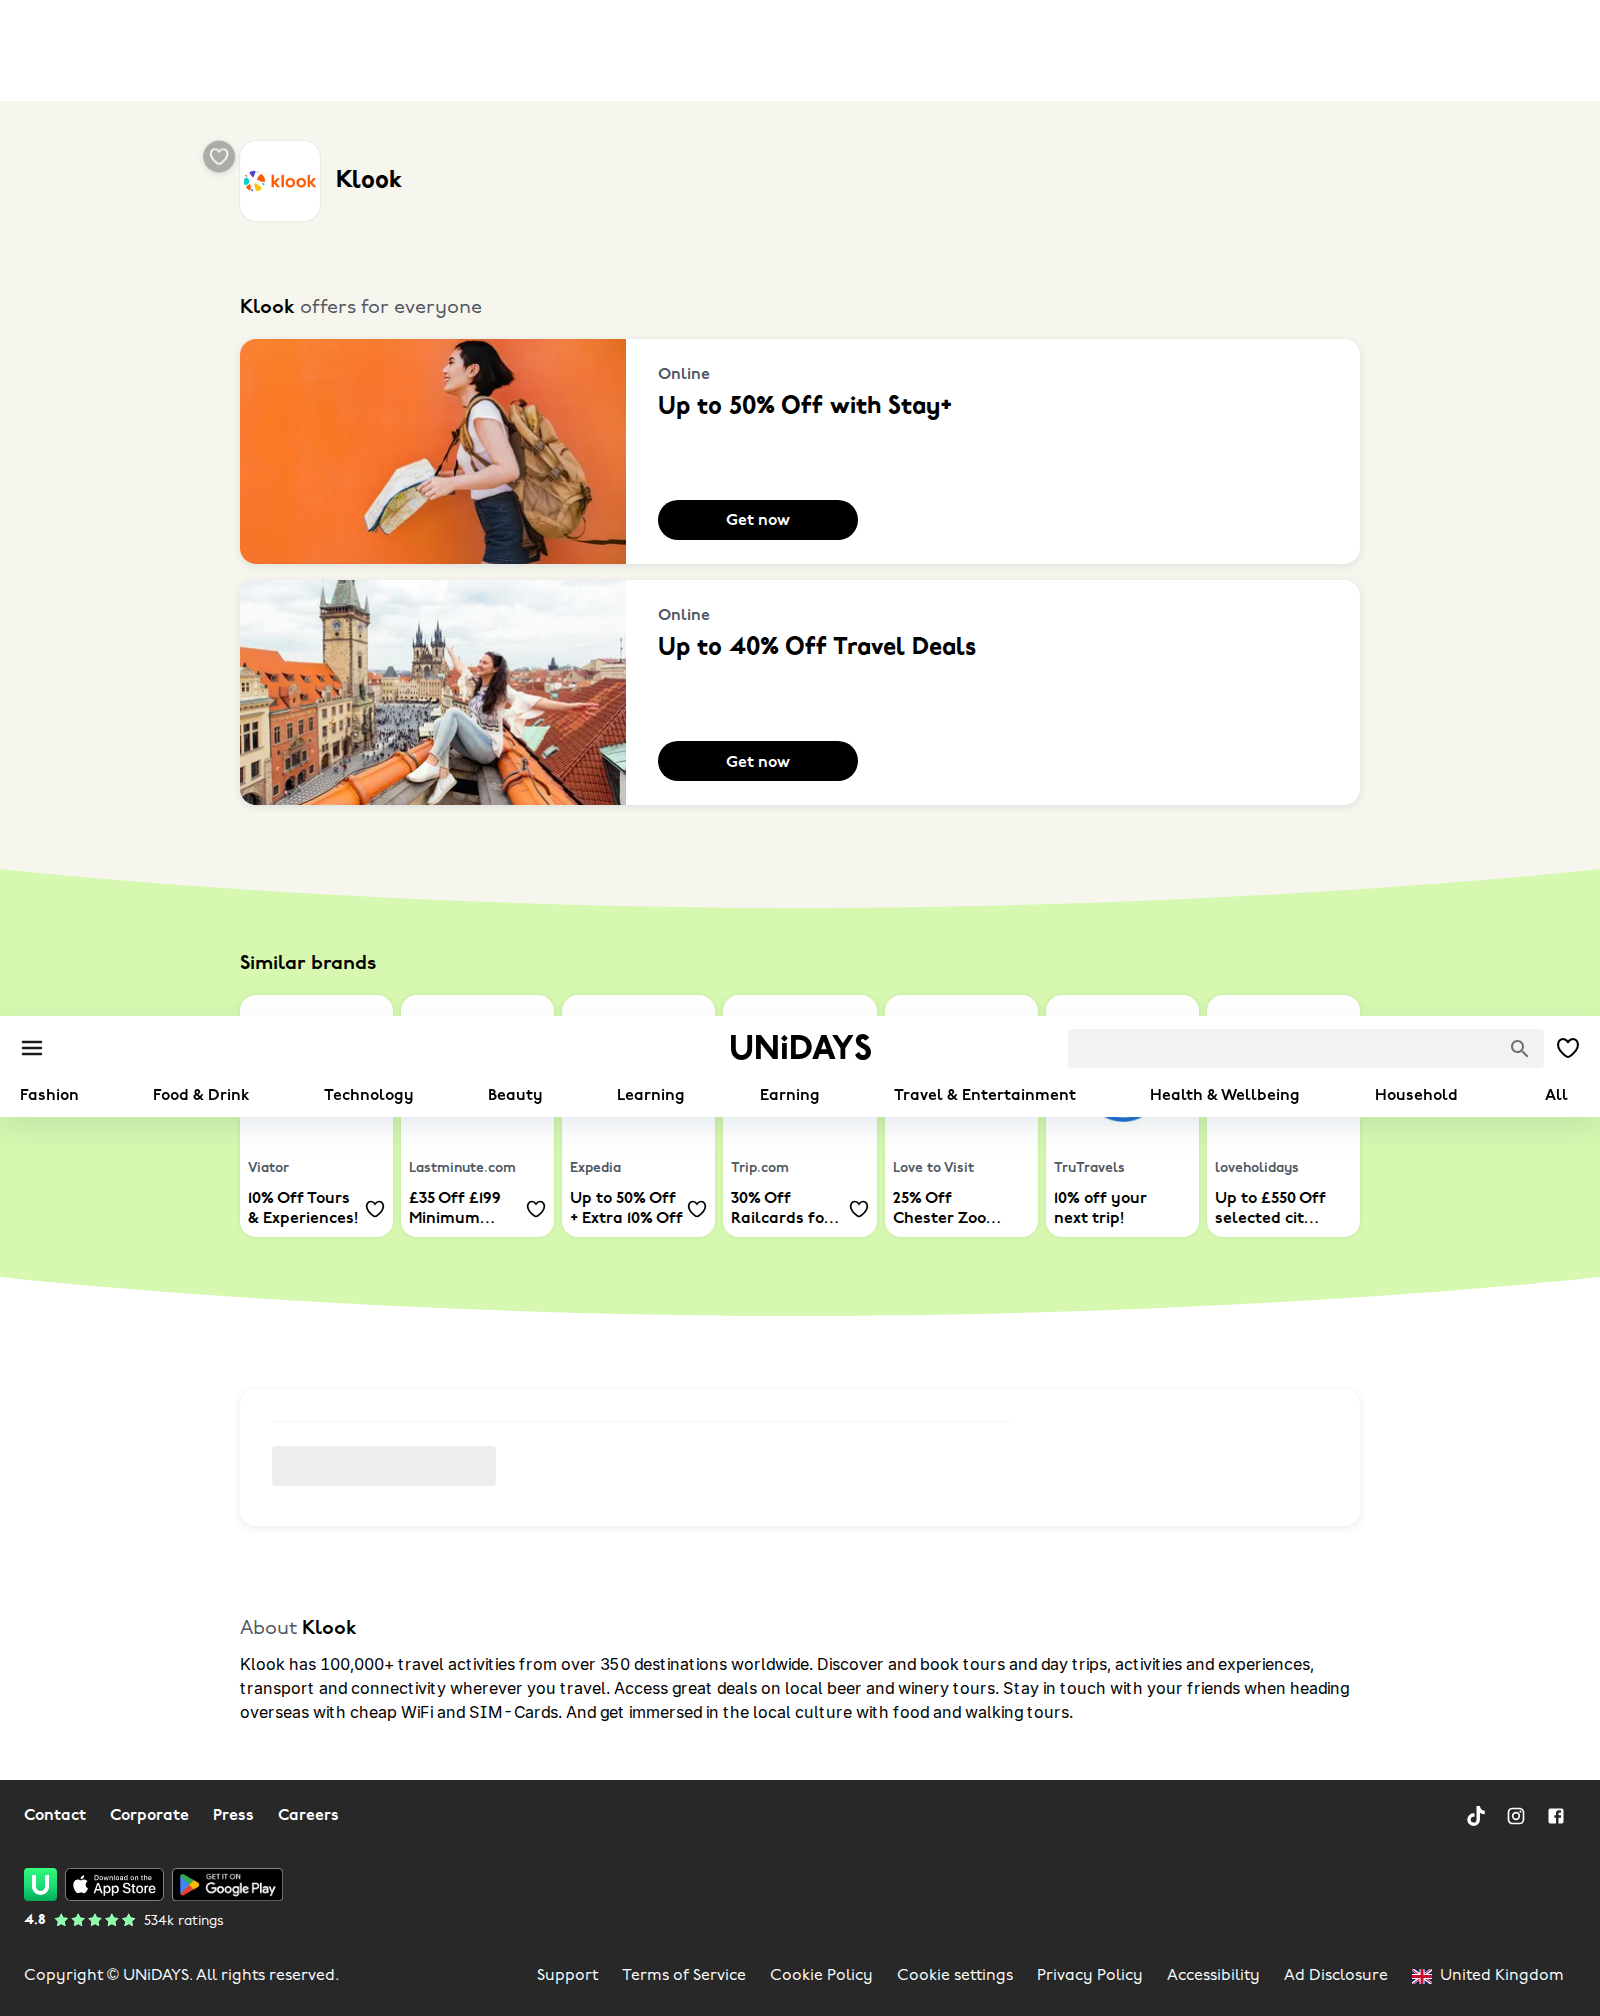 klook
Klook
Klook offers for everyone
Online
Up to 50% Off with Stay+
Get now
Online
Up to 40% Off Travel Deals
Get now
Similar brands
UNiDAYS
Fashion
Food & Drink
Technology
Beauty
Learning
Earning
Travel & Entertainment
Health & Wellbeing
Household
All
Viator
10% Off Tours
& Experiences!
Lastminute.com
£35 Off £199
Minimum...
Expedia
Up to 50% Off
+ Extra 10% Off
Trip.com
30% Off
Railcards fo...
Love to Visit
25% Off
Chester Zoo...
TruTravels
10% off your
next trip!
loveholidays
Up to £550 Off
selected cit...
About Klook
Klook has 100,000+ travel activities from over 350 destinations worldwide. Discover and book tours and day trips, activities and experiences,
transport and connectivity wherever you travel. Access great deals on local beer and winery tours. Stay in touch with your friends when heading
overseas with cheap WiFi and SIM-Cards. And get immersed in the local culture with food and walking tours.
Contact
Corporate
Press
Careers
U
Download on the
App Store
GET IT ON
Google Play
4.8
534k ratings
Copyright © UNiDAYS. All rights reserved.
Support
Terms of Service
Cookie Policy
Cookie settings
Privacy Policy
Accessibility
Ad Disclosure
United Kingdom